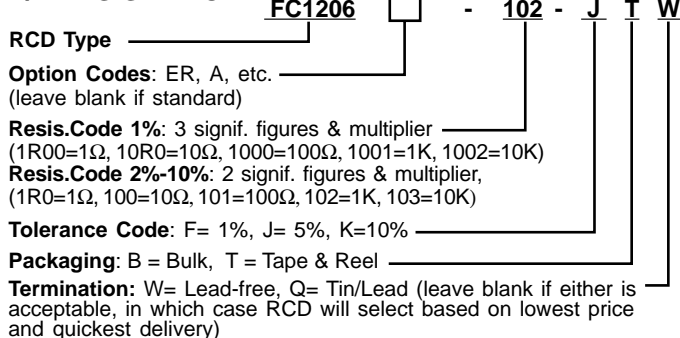 FC1206 - 102 - J T W
RCD Type
Option Codes: ER, A, etc.
(leave blank if standard)
Resis.Code 1%: 3 signif. figures & multiplier
(1R00=1Ω, 10R0=10Ω, 1000=100Ω, 1001=1K, 1002=10K)
Resis.Code 2%-10%: 2 signif. figures & multiplier,
(1R0=1Ω, 100=10Ω, 101=100Ω, 102=1K, 103=10K)
Tolerance Code: F= 1%, J= 5%, K=10%
Packaging: B = Bulk, T = Tape & Reel
Termination: W= Lead-free, Q= Tin/Lead (leave blank if either is
acceptable, in which case RCD will select based on lowest price
and quickest delivery)